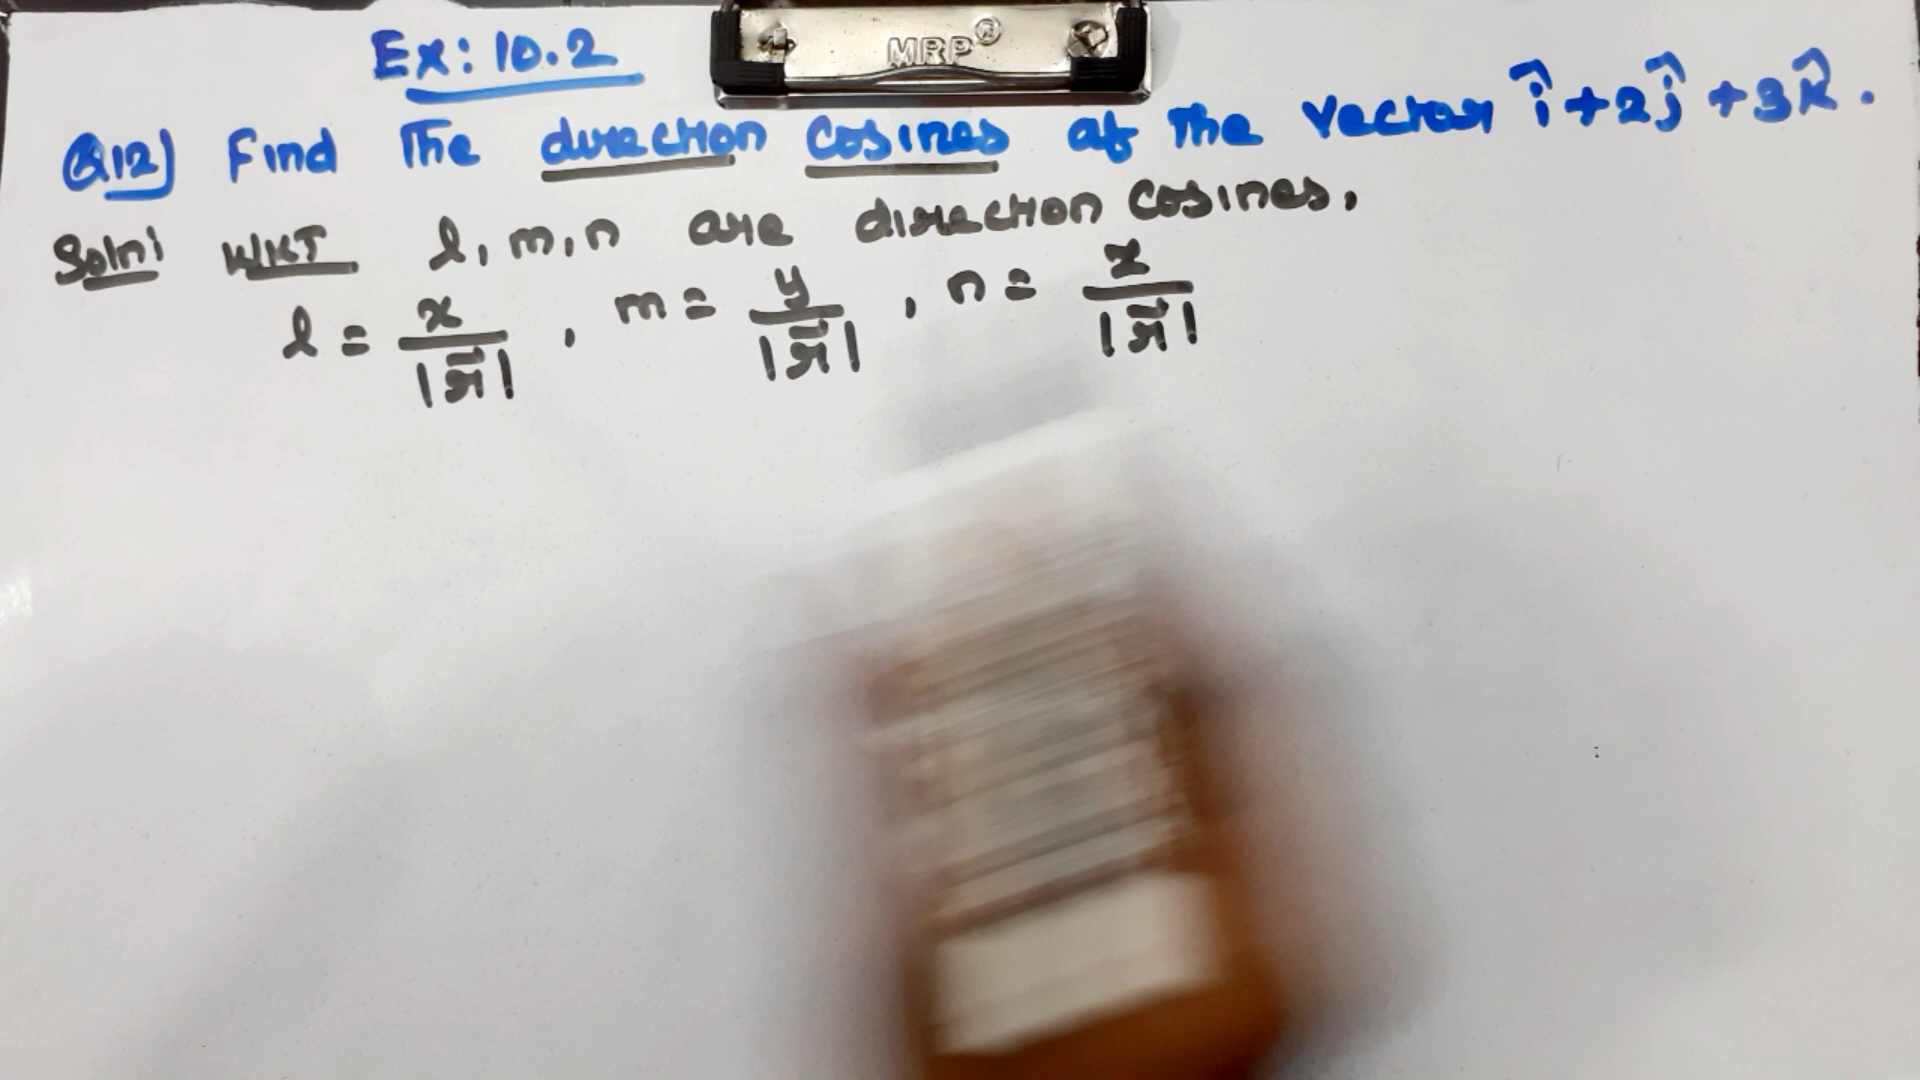 MRP®
Ex: 10.2
Q12) Find The direction cosines of The vector î+2ĵ+3k̂.
Soln: WKT l, m, n are direction cosines.
l = x/|r⃗| , m = y/|r⃗| , n = z/|r⃗|